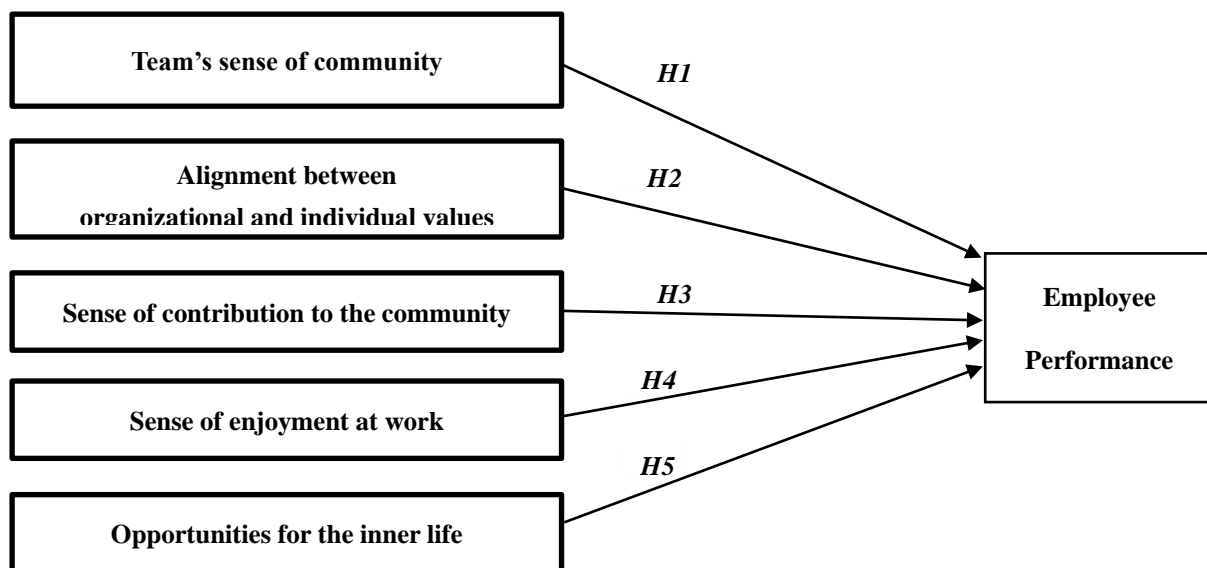 Team’s sense of community
H1
Alignment between
organizational and individual values
H2
Sense of contribution to the community
H3
Sense of enjoyment at work
H4
Opportunities for the inner life
H5
Employee
Performance